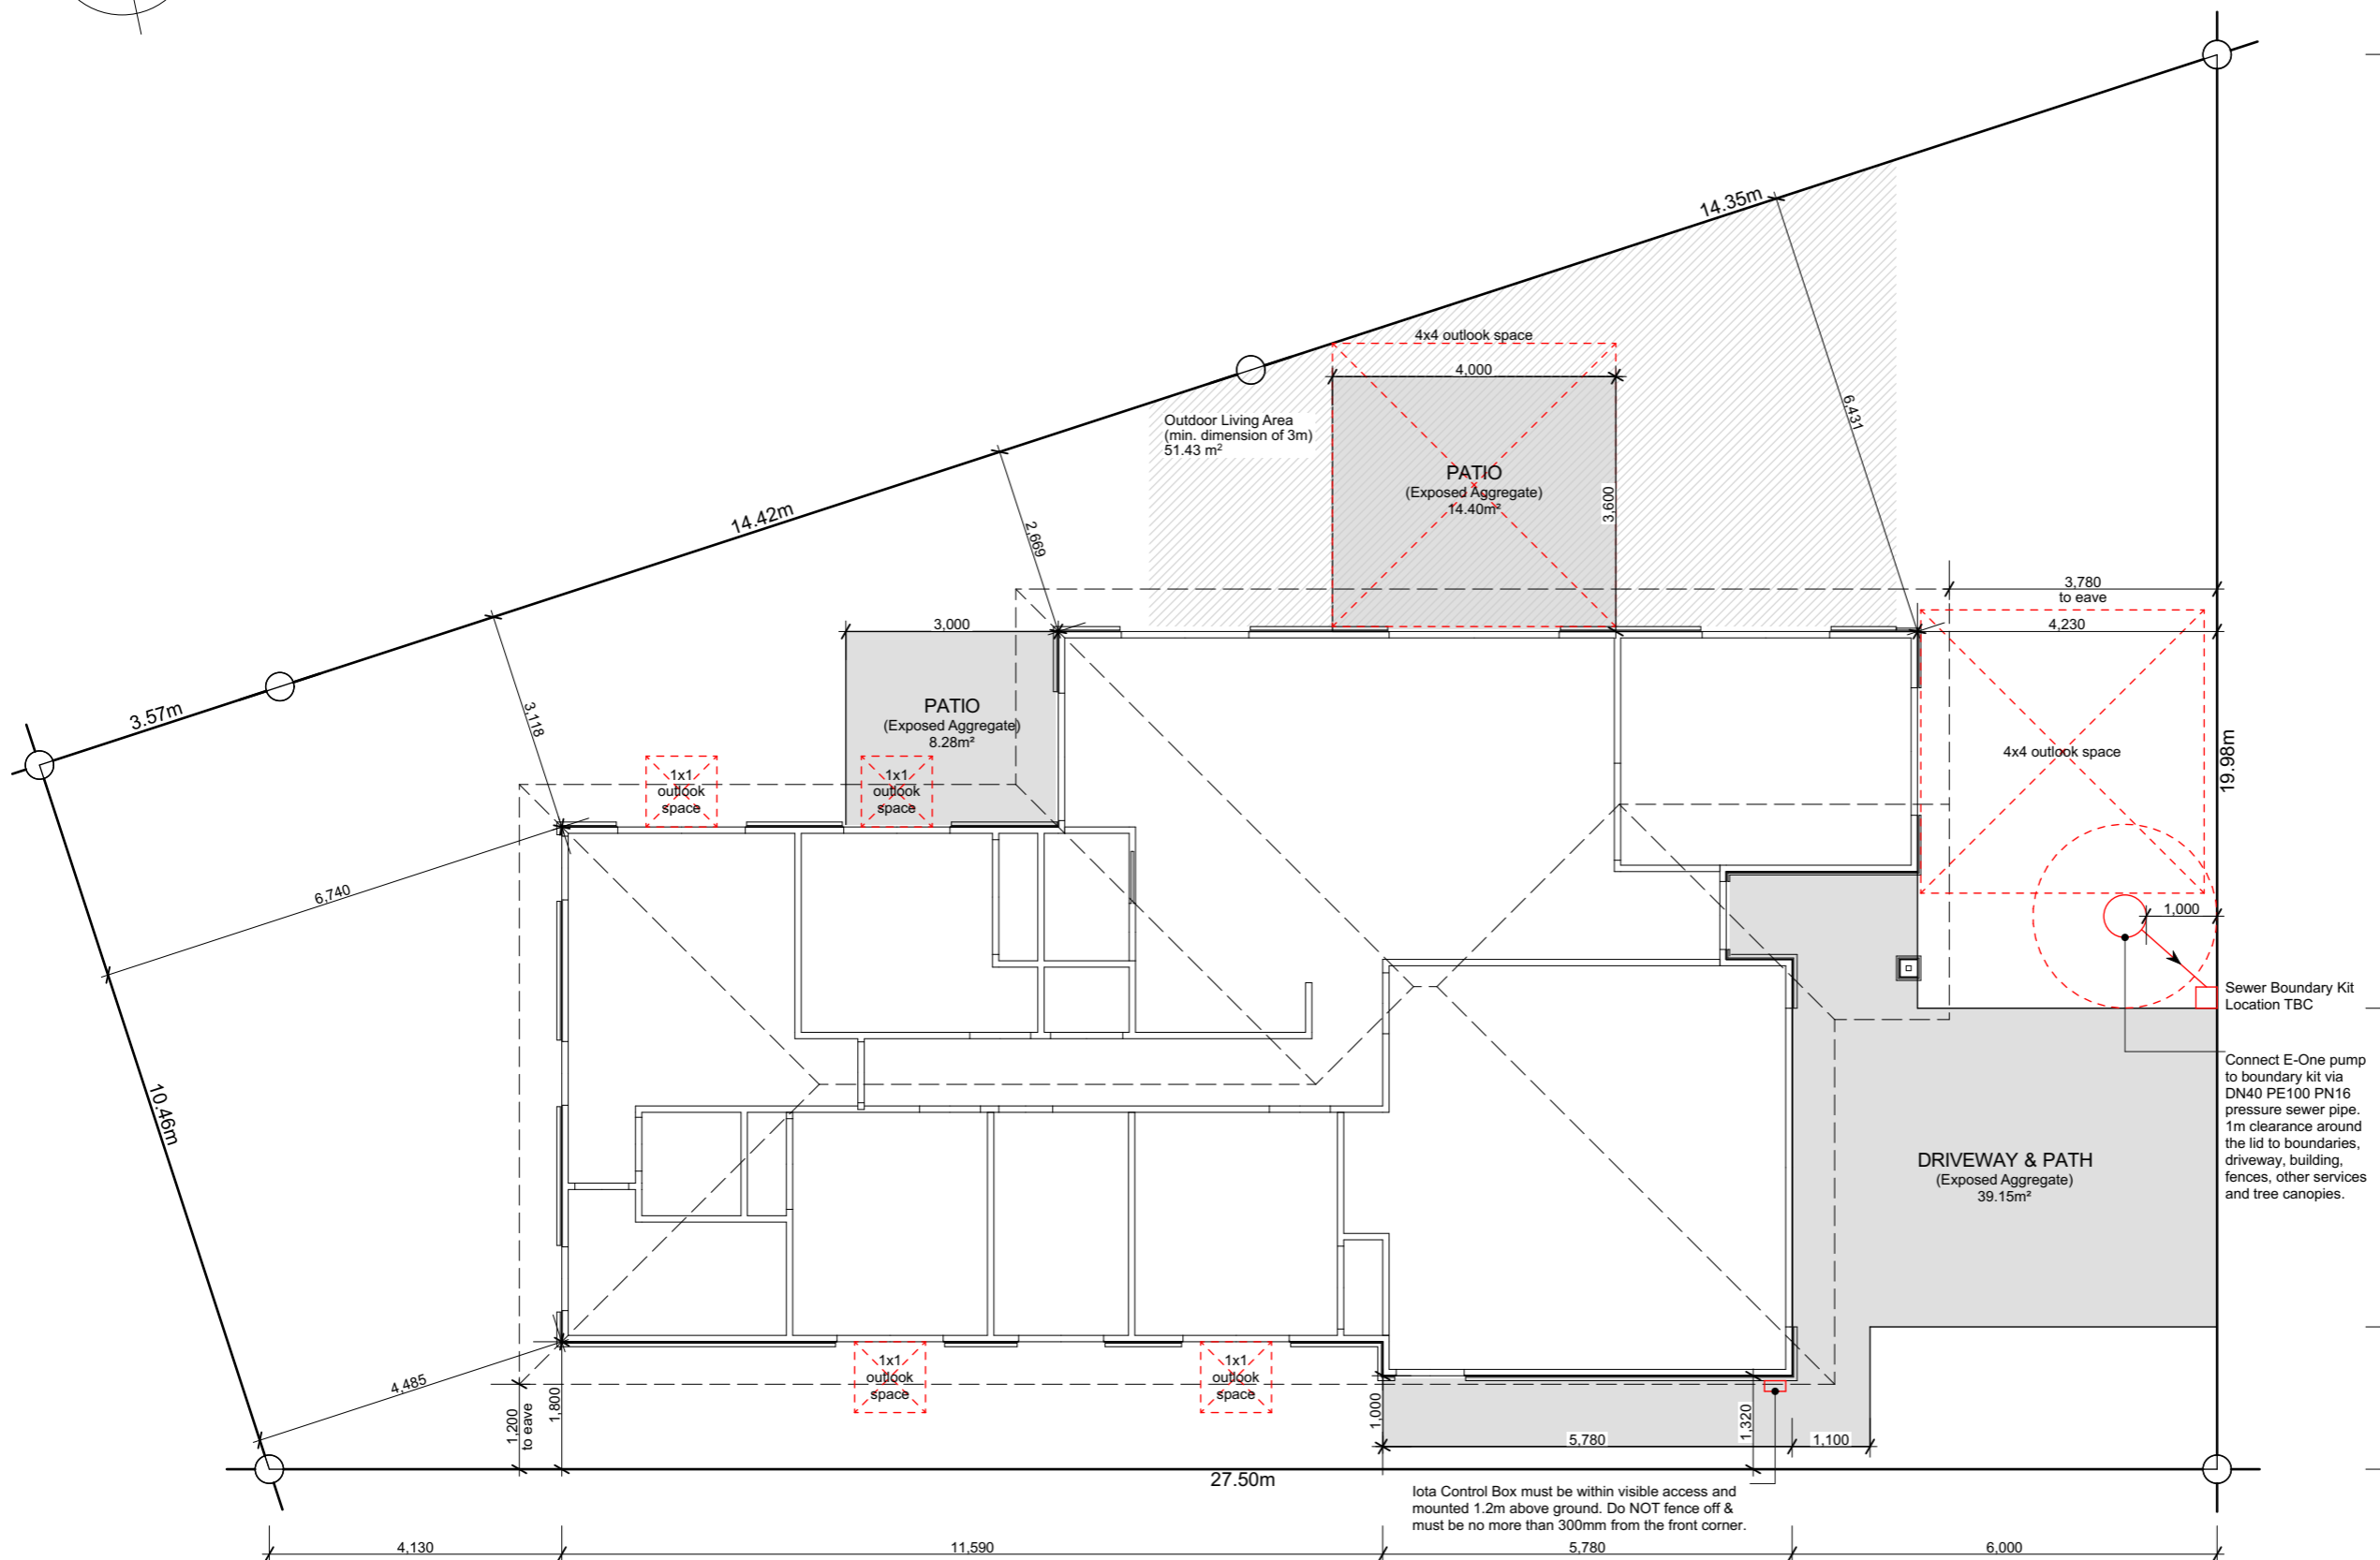 14.35m
4x4 outlook space
4,000
Outdoor Living Area
(min. dimension of 3m)
51.43 m²
6,431
PATIO
(Exposed Aggregate)
14.40m²
3,600
14.42m
2,669
3,780
to eave
3,000
4,230
3.57m
3,118
PATIO
(Exposed Aggregate)
8.28m²
4x4 outlook space
19.98m
1x1
outlook
space
1x1
outlook
space
6,740
1,000
Sewer Boundary Kit
Location TBC
Connect E-One pump
to boundary kit via
DN40 PE100 PN16
pressure sewer pipe.
1m clearance around
the lid to boundaries,
driveway, building,
fences, other services
and tree canopies.
10.46m
DRIVEWAY & PATH
(Exposed Aggregate)
39.15m²
4,485
1x1
outlook
space
1x1
outlook
space
1,200
to eave
1,800
1,000
1,320
5,780
1,100
27.50m
Iota Control Box must be within visible access and
mounted 1.2m above ground. Do NOT fence off &
must be no more than 300mm from the front corner.
4,130
11,590
5,780
6,000